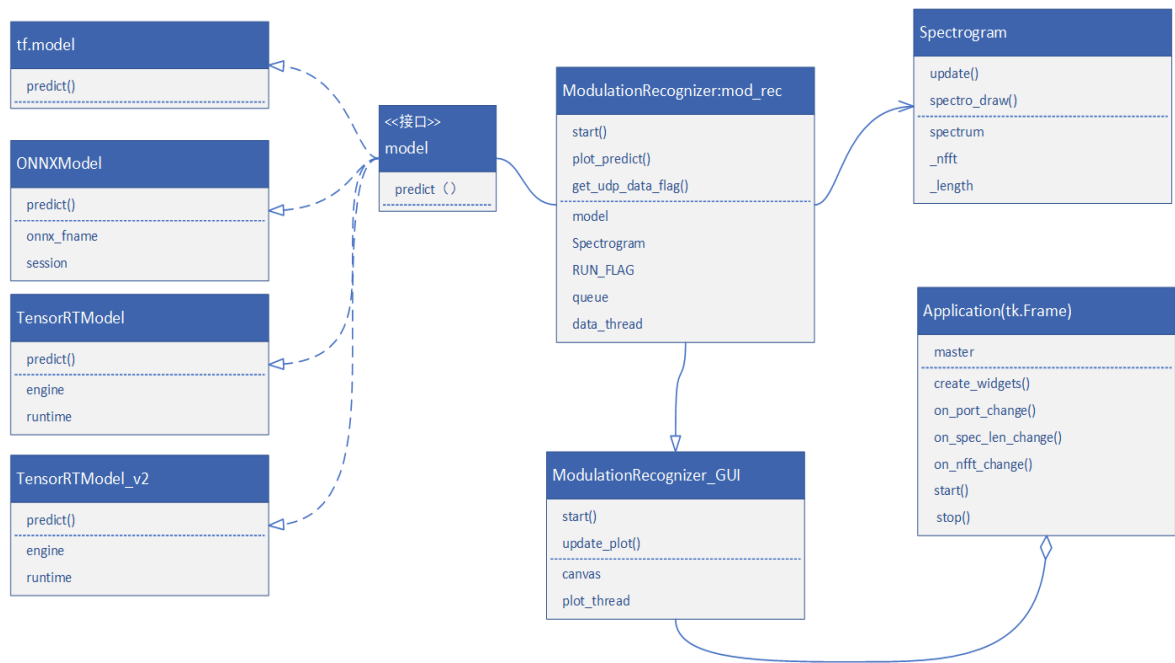 tf.model
predict()
ONNXModel
predict()
onnx_fname
session
TensorRTModel
predict()
engine
runtime
TensorRTModel_v2
predict()
engine
runtime
<<接口>>
model
predict（）
ModulationRecognizer:mod_rec
start()
plot_predict()
get_udp_data_flag()
model
Spectrogram
RUN_FLAG
queue
data_thread
ModulationRecognizer_GUI
start()
update_plot()
canvas
plot_thread
Spectrogram
update()
spectro_draw()
spectrum
_nfft
_length
Application(tk.Frame)
master
create_widgets()
on_port_change()
on_spec_len_change()
on_nfft_change()
start()
stop()